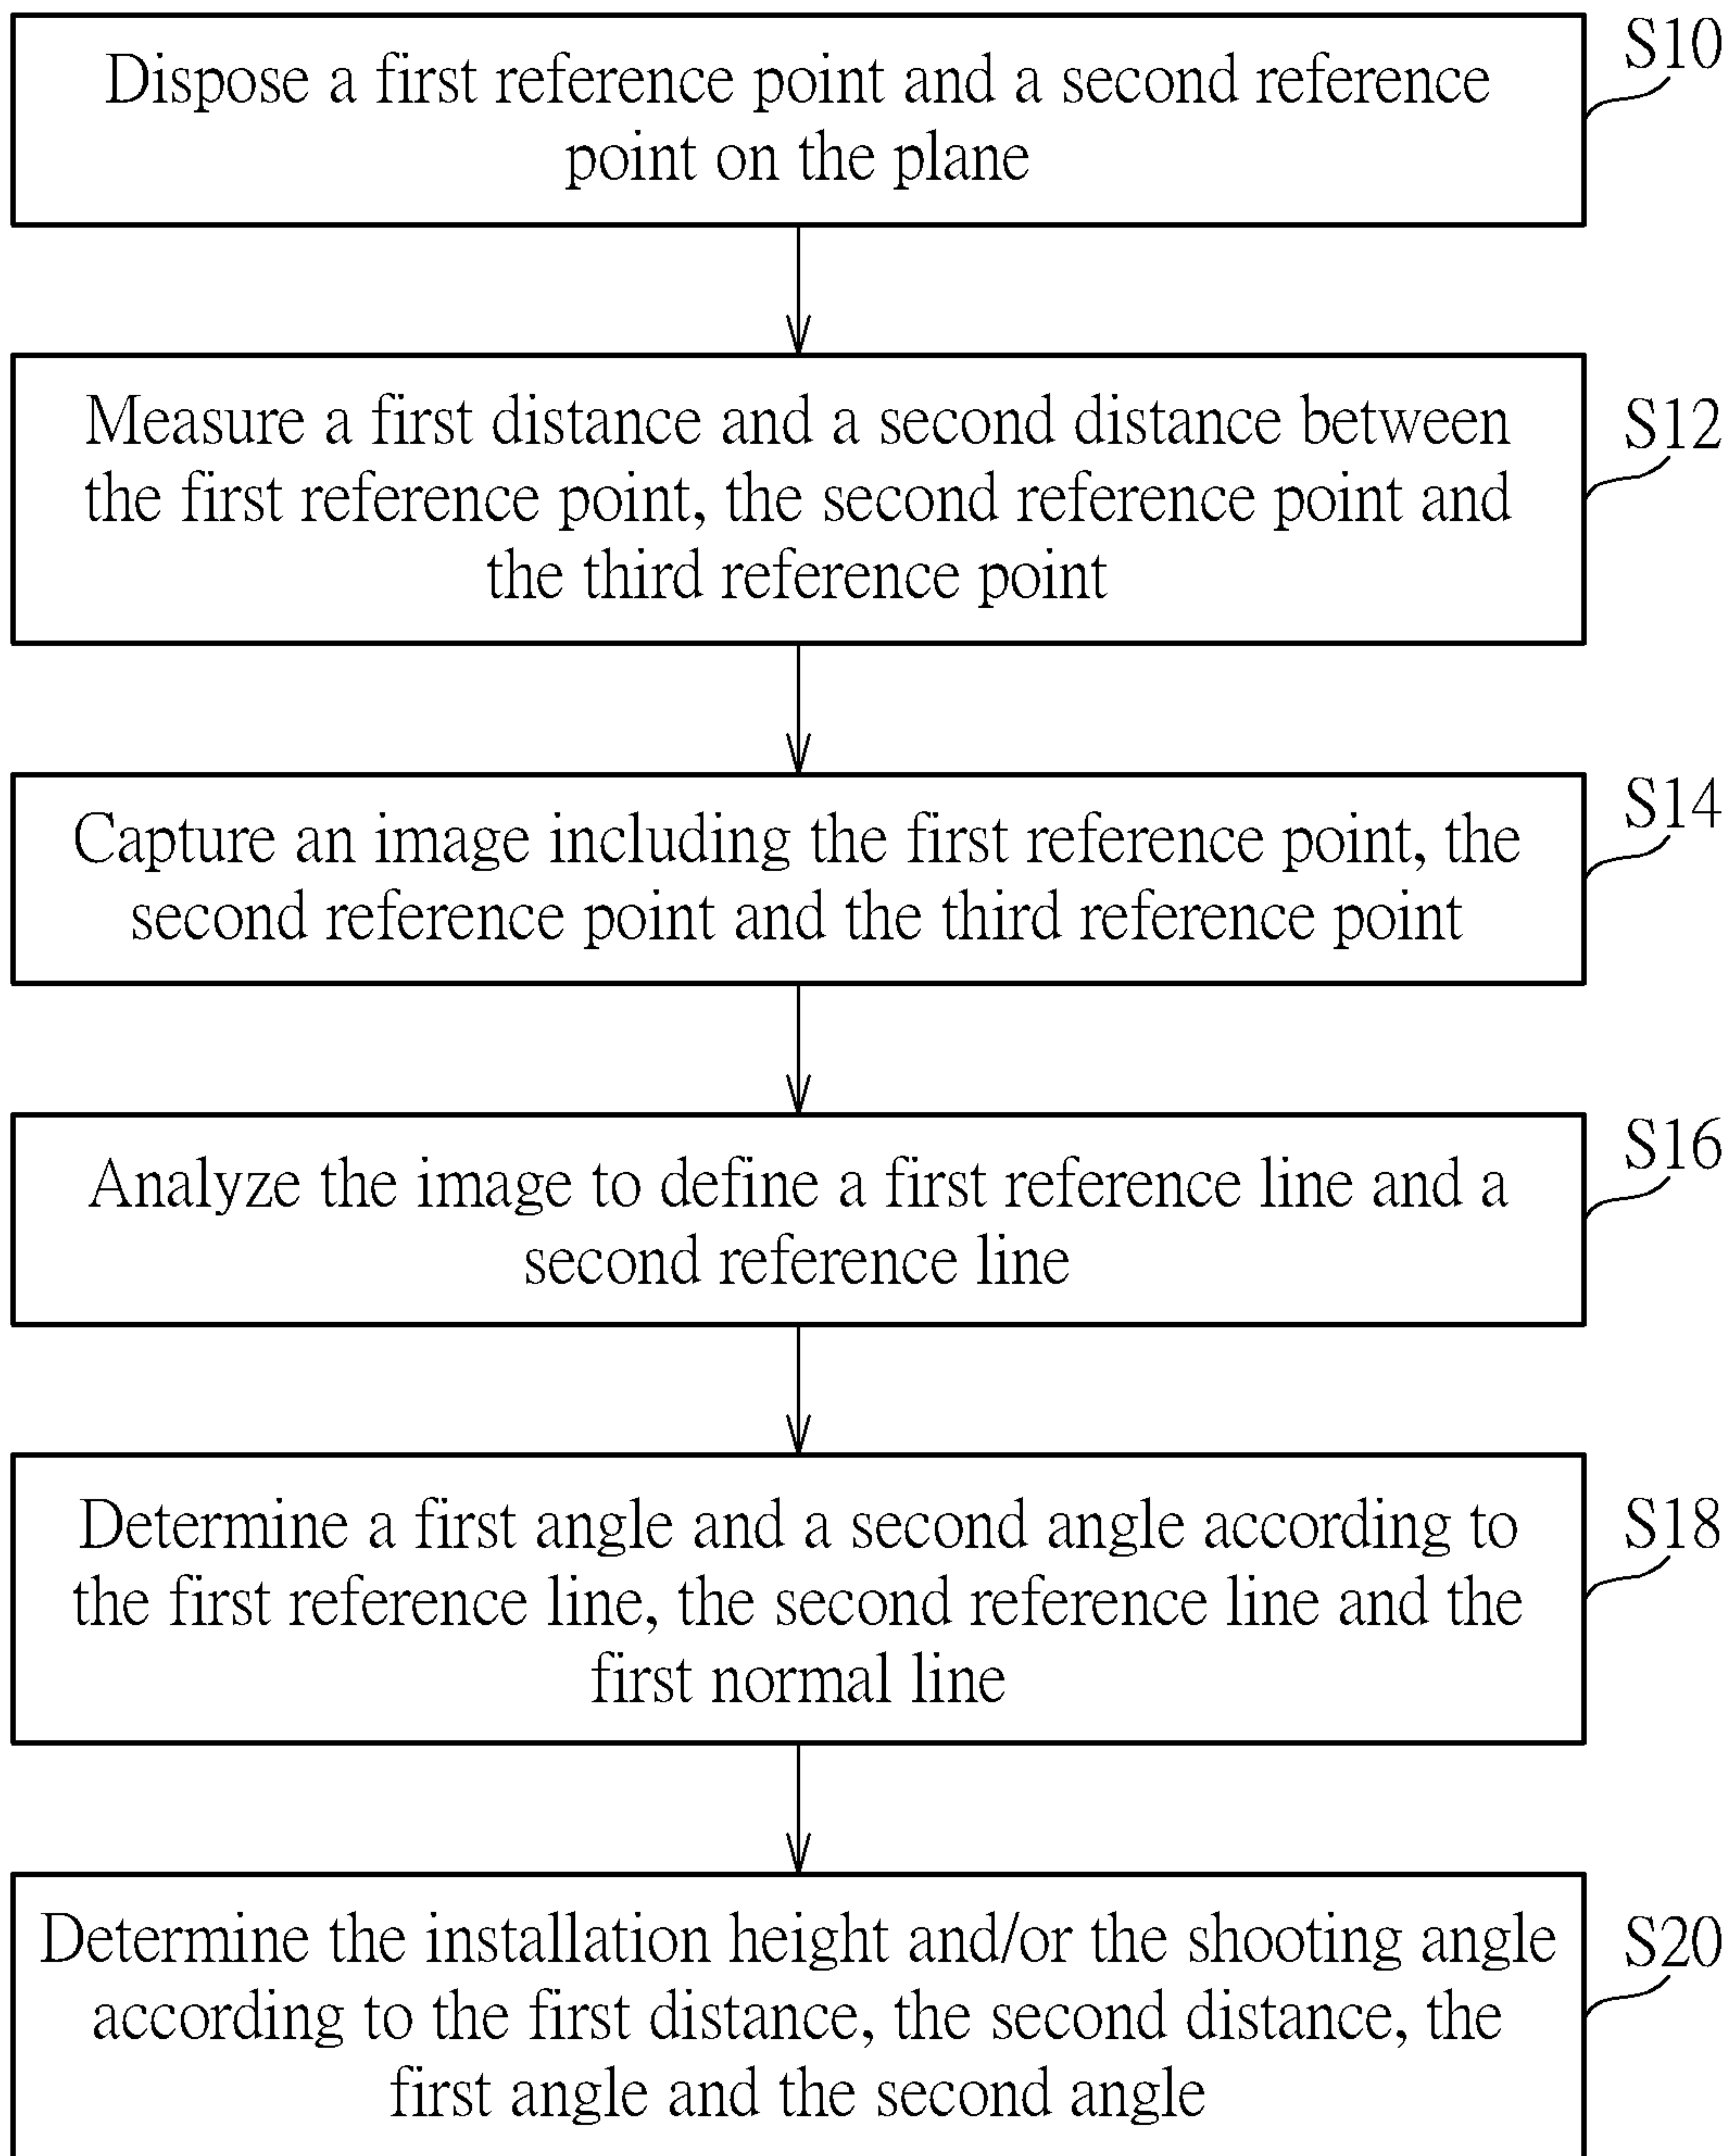 S10
Dispose a first reference point and a second reference
point on the plane
S12
Measure a first distance and a second distance between
the first reference point, the second reference point and
the third reference point
S14
Capture an image including the first reference point, the
second reference point and the third reference point
S16
Analyze the image to define a first reference line and a
second reference line
S18
Determine a first angle and a second angle according to
the first reference line, the second reference line and the
first normal line
S20
Determine the installation height and/or the shooting angle
according to the first distance, the second distance, the
first angle and the second angle